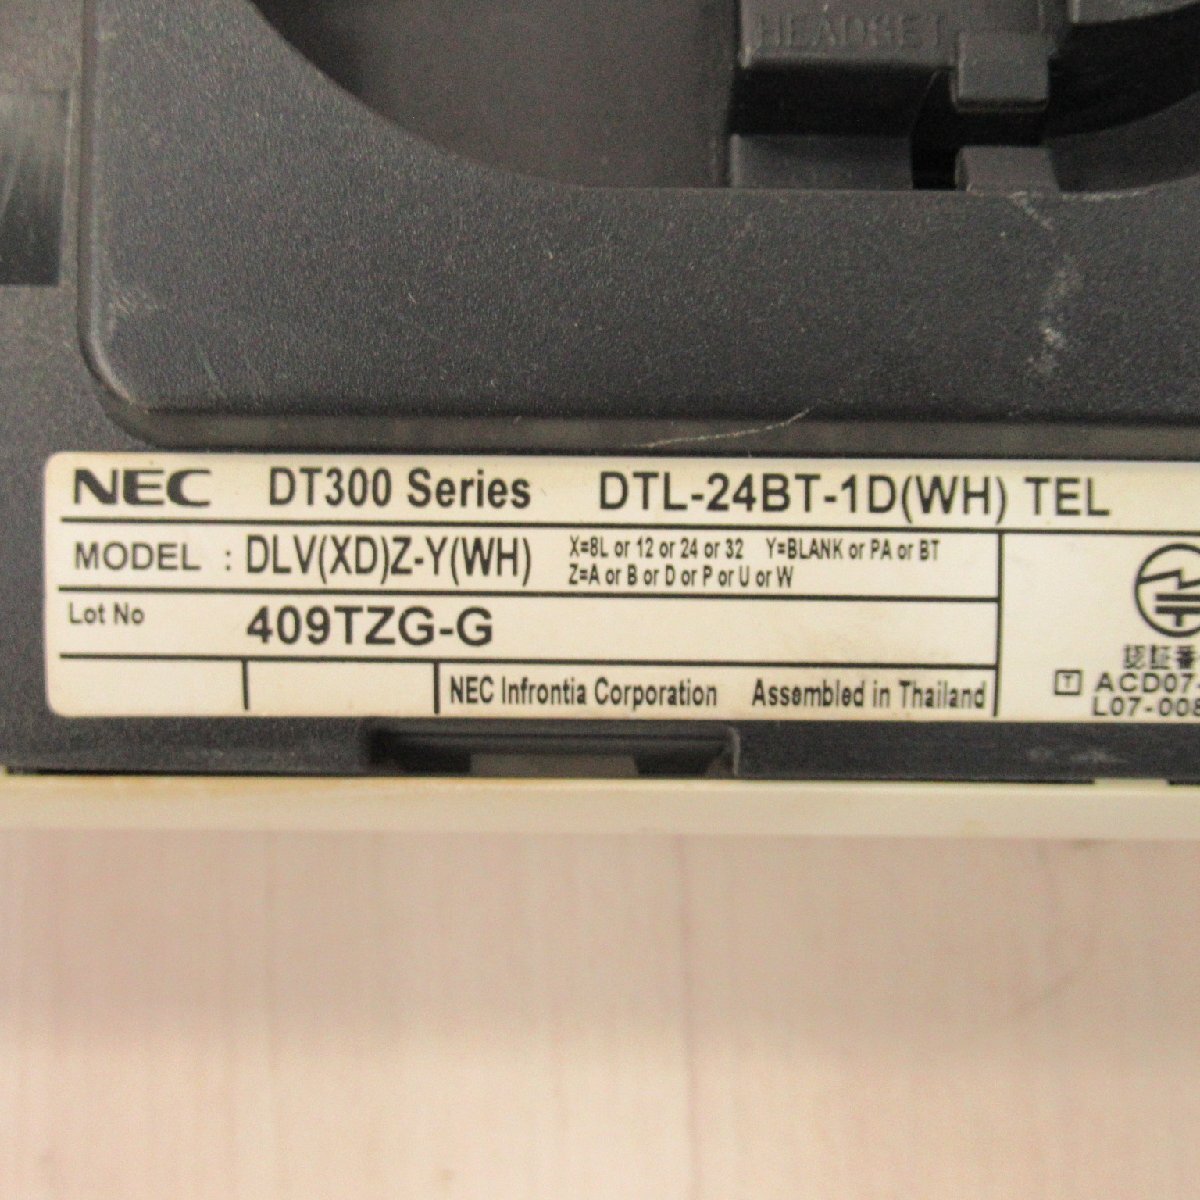 HEADSET
NEC DT300 Series DTL-24BT-1D(WH) TEL
MODEL : DLV(XD)Z-Y(WH) X=8L or 12 or 24 or 32 Y=BLANK or PA or BT
Z=A or B or D or P or U or W
Lot No 409TZG-G
NEC Infrontia Corporation Assembled in Thailand
認証番
T ACD07-
L07-008